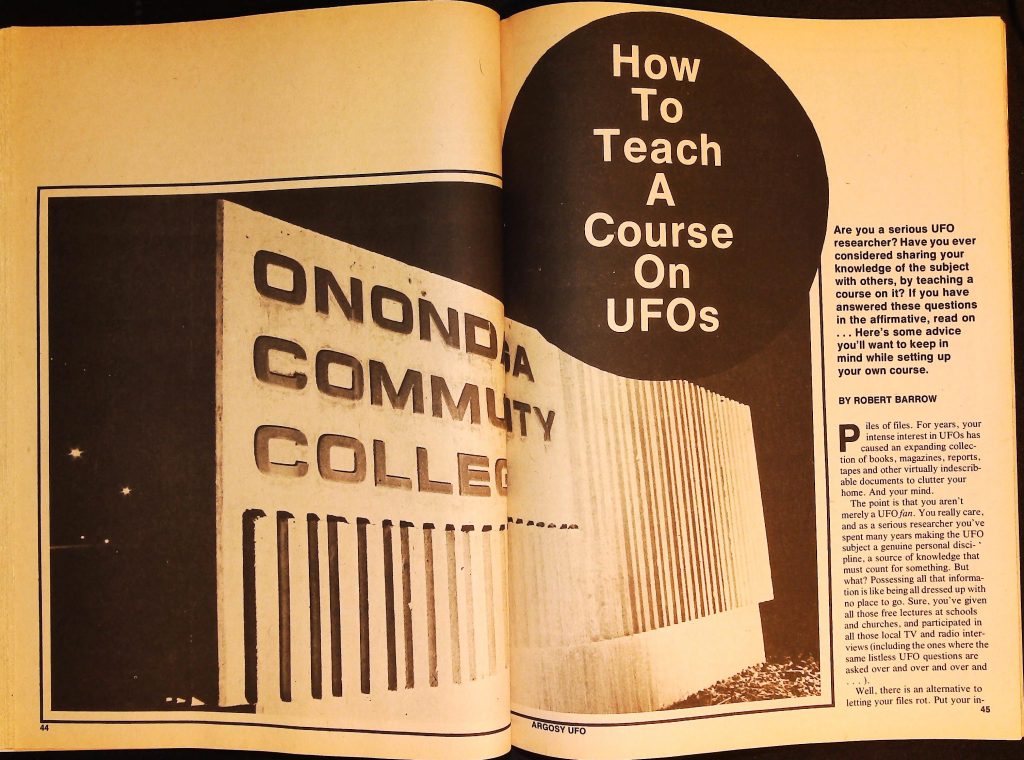 ONONDAGA
COMMUNITY
COLLEG
44
How
To
Teach
A
Course
On
UFOs
Are you a serious UFO
researcher? Have you ever
considered sharing your
knowledge of the subject
with others, by teaching a
course on it? If you have
answered these questions
in the affirmative, read on
. . . Here's some advice
you'll want to keep in
mind while setting up
your own course.
BY ROBERT BARROW
Piles of files. For years, your
intense interest in UFOs has
caused an expanding collec-
tion of books, magazines, reports,
tapes and other virtually indescrib-
able documents to clutter your
home. And your mind.
The point is that you aren't
merely a UFO fan. You really care,
and as a serious researcher you've
spent many years making the UFO
subject a genuine personal disci-
pline, a source of knowledge that
must count for something. But
what? Possessing all that informa-
tion is like being all dressed up with
no place to go. Sure, you've given
all those free lectures at schools
and churches, and participated in
all those local TV and radio inter-
views (including the ones where the
same listless UFO questions are
asked over and over and over and
. . . ).
Well, there is an alternative to
letting your files rot. Put your in-
ARGOSY UFO
45